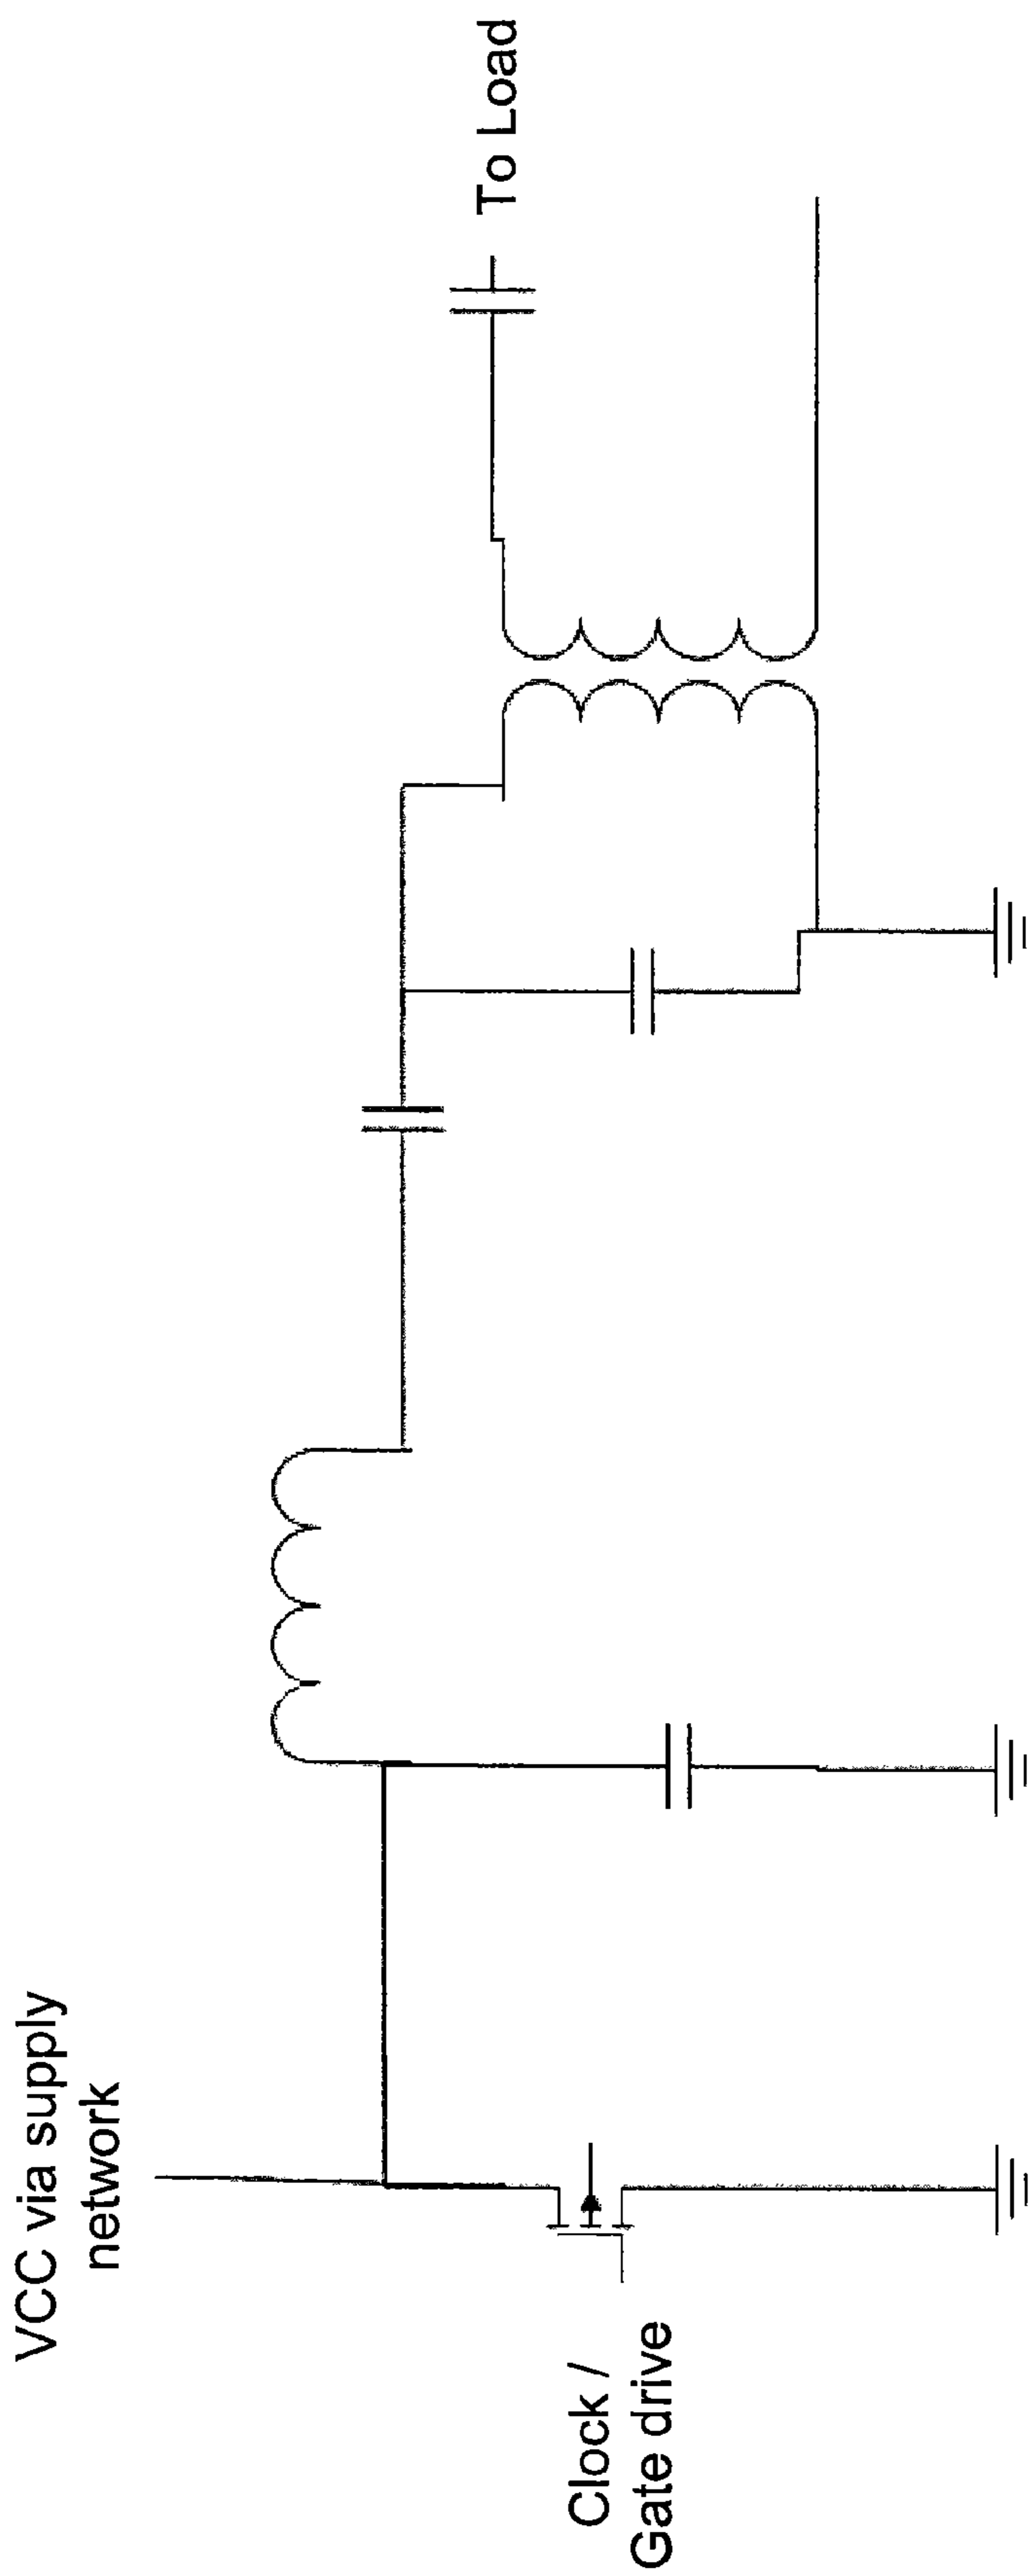 VCC via supply
network
Clock /
Gate drive
To Load